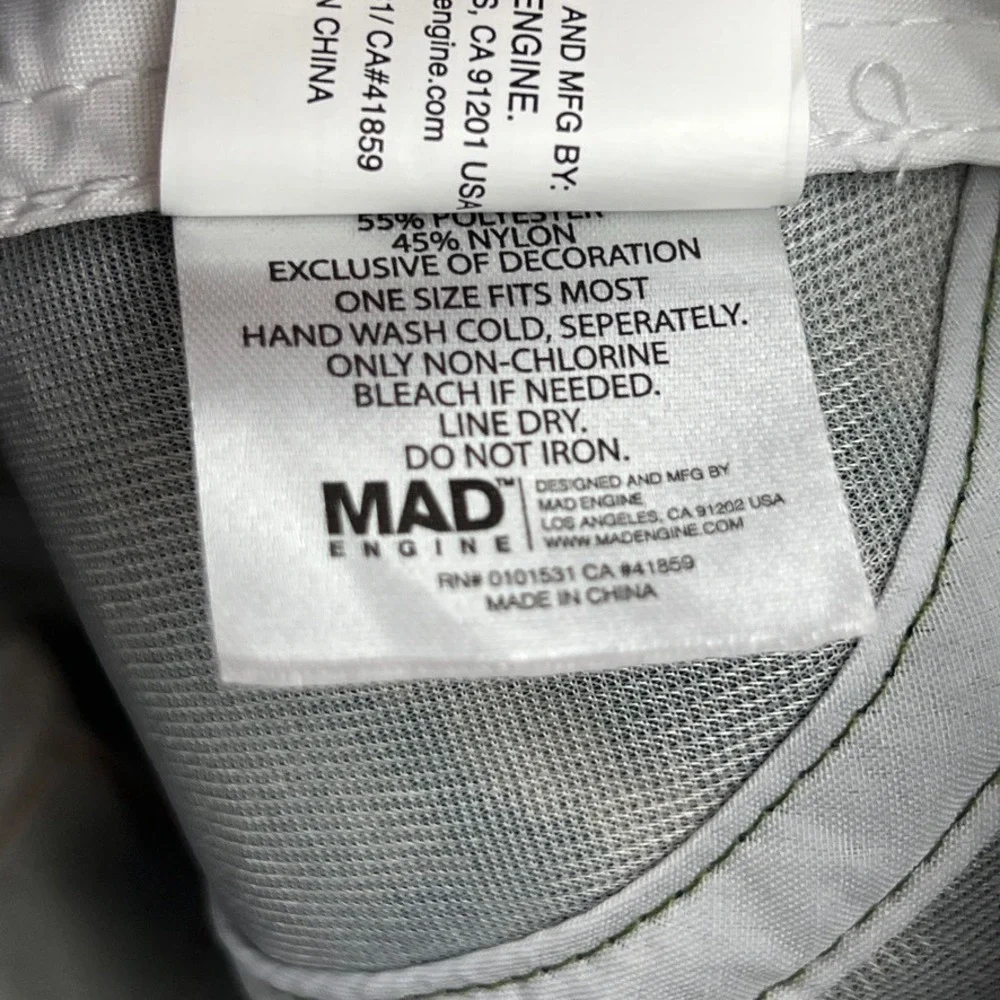 AND MFG BY:
ENGINE.
S, CA 91201 USA
engine.com
1/ CA#41859
N CHINA
55% POLYESTER
45% NYLON
EXCLUSIVE OF DECORATION
ONE SIZE FITS MOST
HAND WASH COLD, SEPERATELY.
ONLY NON-CHLORINE
BLEACH IF NEEDED.
LINE DRY.
DO NOT IRON.
MAD™
ENGINE
DESIGNED AND MFG BY
MAD ENGINE
LOS ANGELES, CA 91202 USA
WWW.MADENGINE.COM
RN# 0101531 CA #41859
MADE IN CHINA